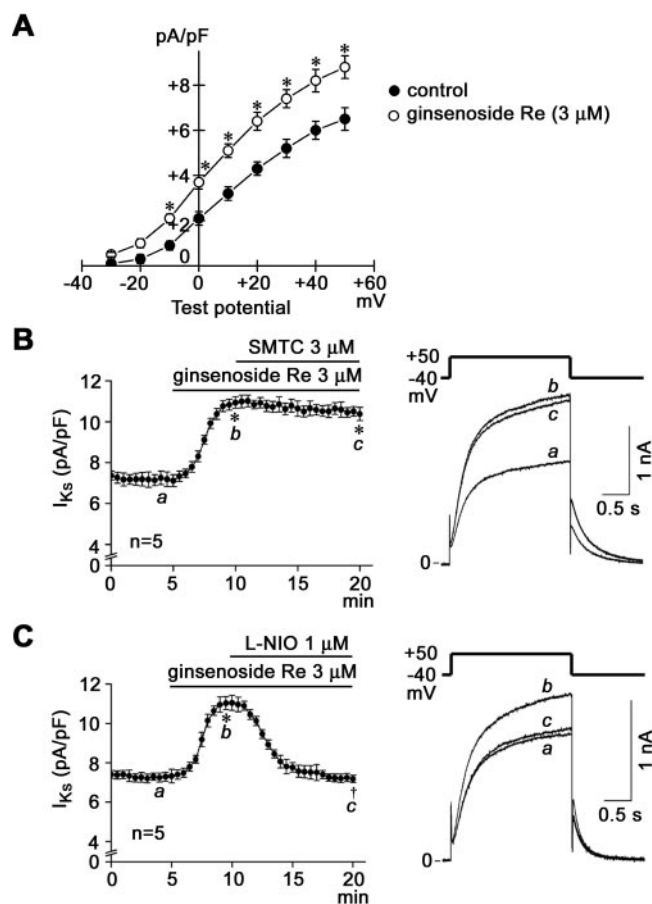 A
pA/pF
+8
+6
+4
+2
0
-40
-20
0
+20
+40
+60
Test potential
mV
control
ginsenoside Re (3 μM)
*
*
*
*
*
*
*
B
SMTC 3 μM
ginsenoside Re 3 μM
12
10
8
6
4
0
IKs (pA/pF)
*
b
*
c
a
n=5
0
5
10
15
20
min
+50
-40
mV
b
c
a
0
1 nA
0.5 s
C
L-NIO 1 μM
ginsenoside Re 3 μM
12
10
8
6
4
0
IKs (pA/pF)
*
b
a
†
c
n=5
0
5
10
15
20
min
+50
-40
mV
b
c
a
0
1 nA
0.5 s